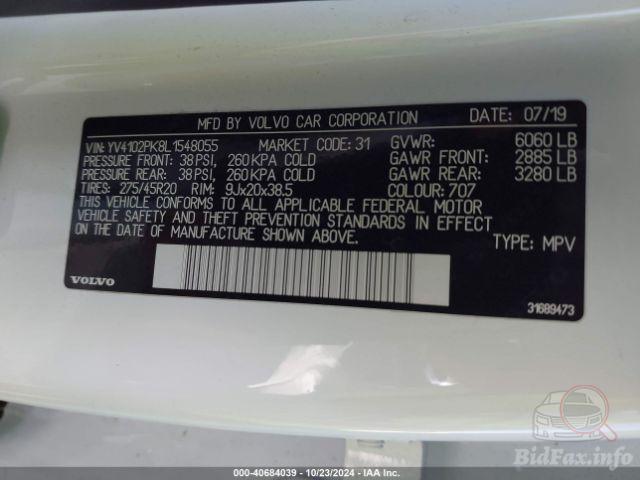 MFD BY VOLVO CAR CORPORATION DATE: 07/19
VIN: YV4102PK8L1548055 MARKET CODE: 31 GVWR: 6060 LB
PRESSURE FRONT: 38 PSI, 260 KPA COLD GAWR FRONT: 2885 LB
PRESSURE REAR: 38 PSI, 260 KPA COLD GAWR REAR: 3280 LB
TIRES: 275/45R20 RIM: 9Jx20x38.5 COLOUR: 707
THIS VEHICLE CONFORMS TO ALL APPLICABLE FEDERAL MOTOR
VEHICLE SAFETY AND THEFT PREVENTION STANDARDS IN EFFECT
ON THE DATE OF MANUFACTURE SHOWN ABOVE. TYPE: MPV
VOLVO 31689473
BidFax.info
000-40684039 - 10/23/2024 - IAA Inc.